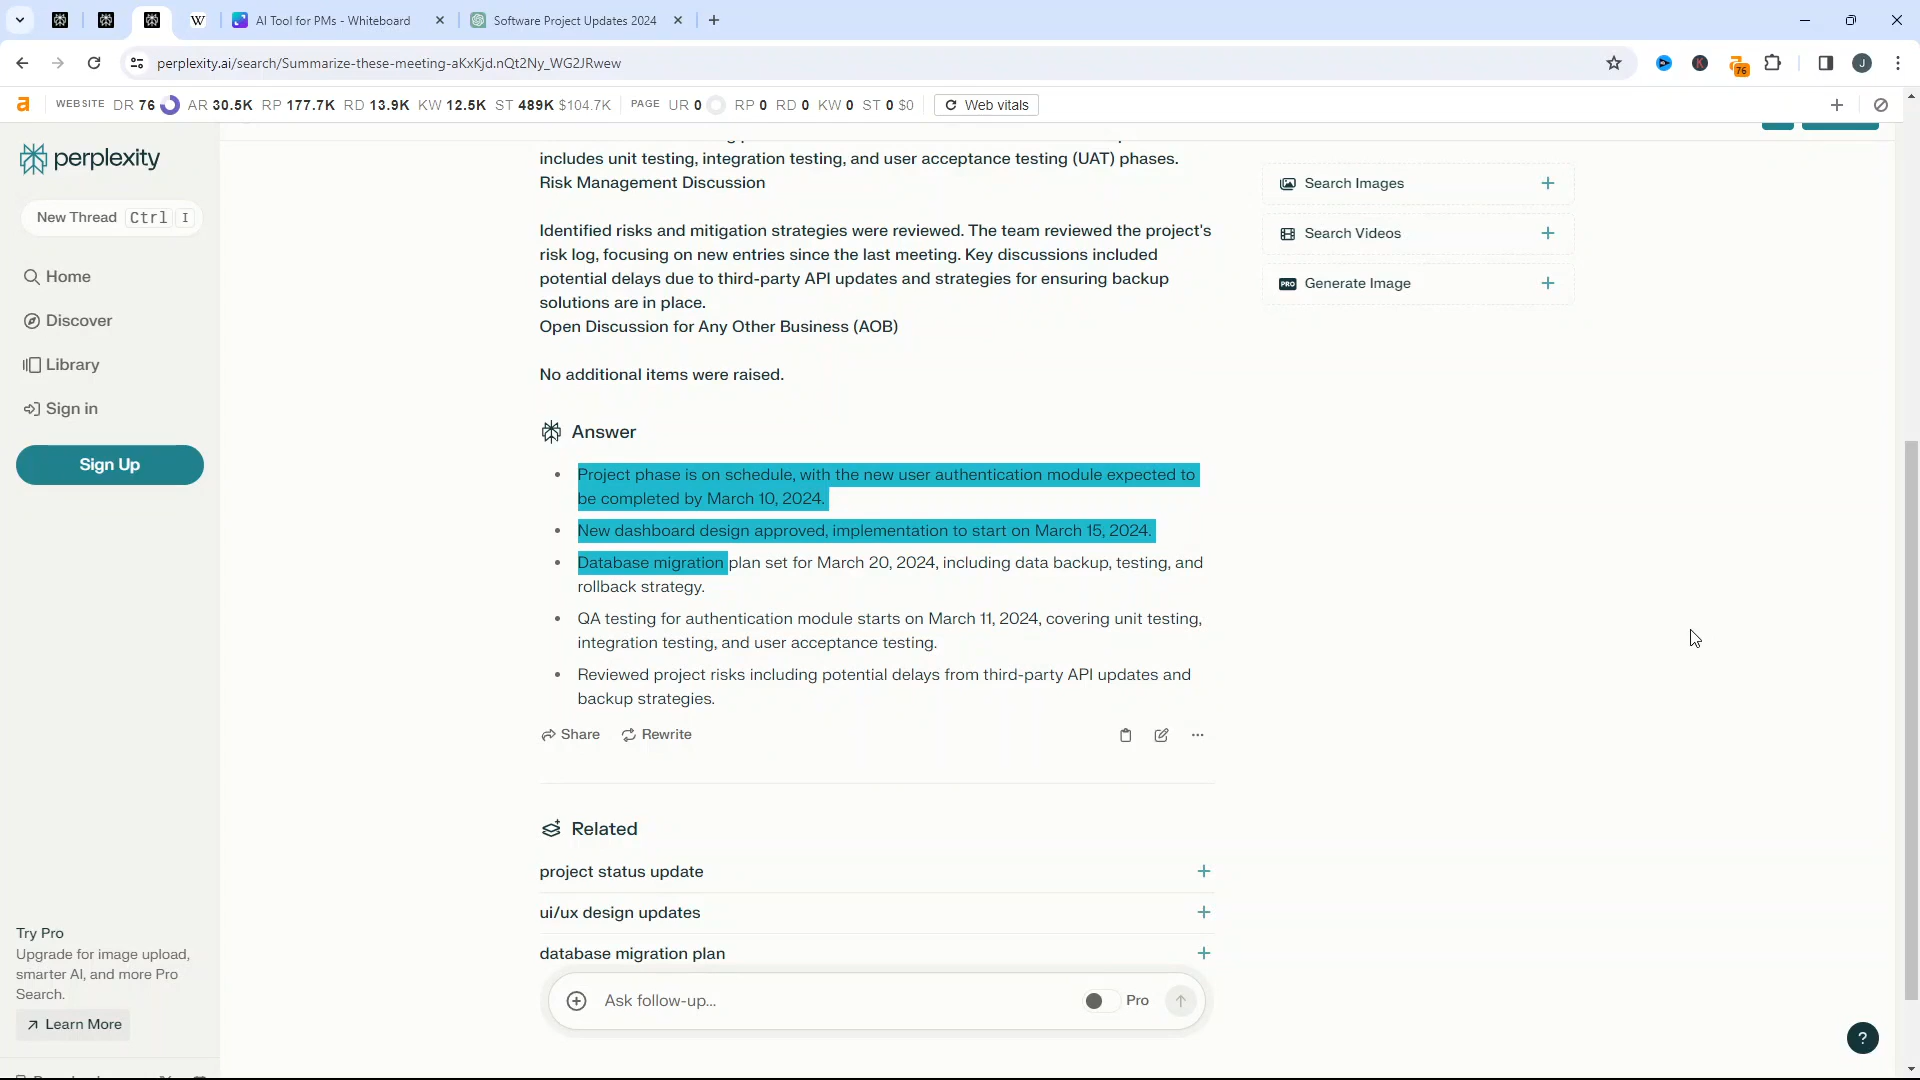 AI Tool for PMs - Whiteboard
Software Project Updates 2024
perplexity.ai/search/Summarize-these-meeting-aKxKjd.nQt2Ny_WG2JRwew
76
J
WEBSITE DR 76 AR 30.5K RP 177.7K RD 13.9K KW 12.5K ST 489K $104.7K PAGE UR 0 RP 0 RD 0 KW 0 ST 0 $0 Web vitals
perplexity
New Thread Ctrl I
Home
Discover
Library
Sign in
Sign Up
Try Pro
Upgrade for image upload,
smarter AI, and more Pro
Search.
Learn More
includes unit testing, integration testing, and user acceptance testing (UAT) phases.
Risk Management Discussion
Identified risks and mitigation strategies were reviewed. The team reviewed the project's
risk log, focusing on new entries since the last meeting. Key discussions included
potential delays due to third-party API updates and strategies for ensuring backup
solutions are in place.
Open Discussion for Any Other Business (AOB)
No additional items were raised.
Answer
Project phase is on schedule, with the new user authentication module expected to
be completed by March 10, 2024.
New dashboard design approved, implementation to start on March 15, 2024.
Database migration plan set for March 20, 2024, including data backup, testing, and
rollback strategy.
QA testing for authentication module starts on March 11, 2024, covering unit testing,
integration testing, and user acceptance testing.
Reviewed project risks including potential delays from third-party API updates and
backup strategies.
Share Rewrite
Related
project status update
ui/ux design updates
database migration plan
Ask follow-up...
Pro
Search Images
Search Videos
PRO Generate Image
?